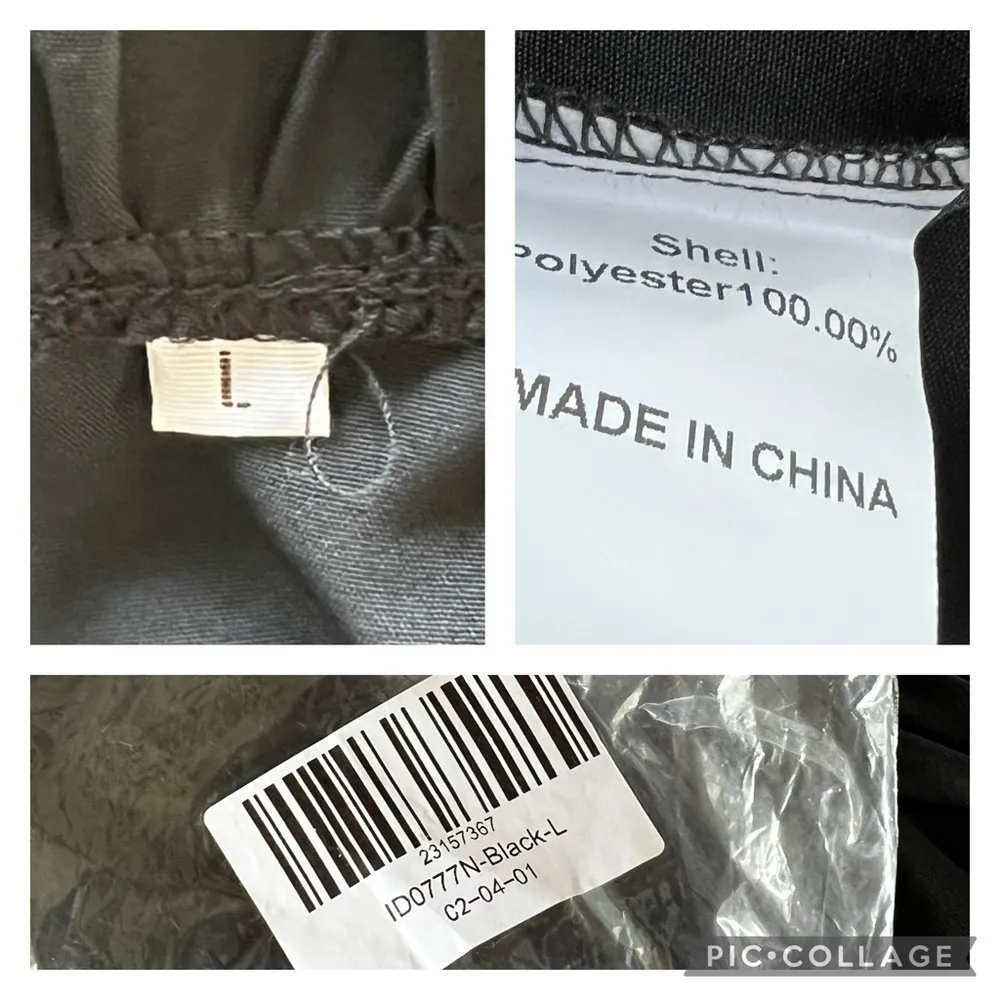 L
Shell:
Polyester100.00%
MADE IN CHINA
23157367
ID0777N-Black-L
C2-04-01
PIC•COLLAGE